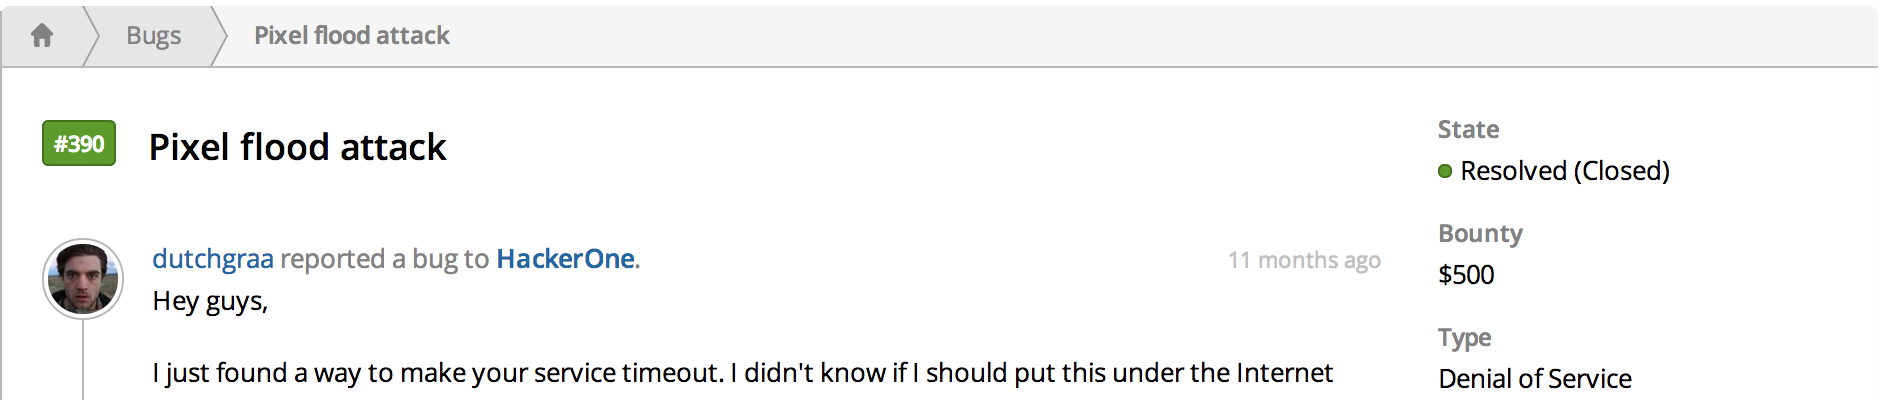 Bugs
Pixel flood attack
#390
Pixel flood attack
dutchgraa reported a bug to HackerOne.
11 months ago
Hey guys,
I just found a way to make your service timeout. I didn't know if I should put this under the Internet
State
Resolved (Closed)
Bounty
$500
Type
Denial of Service